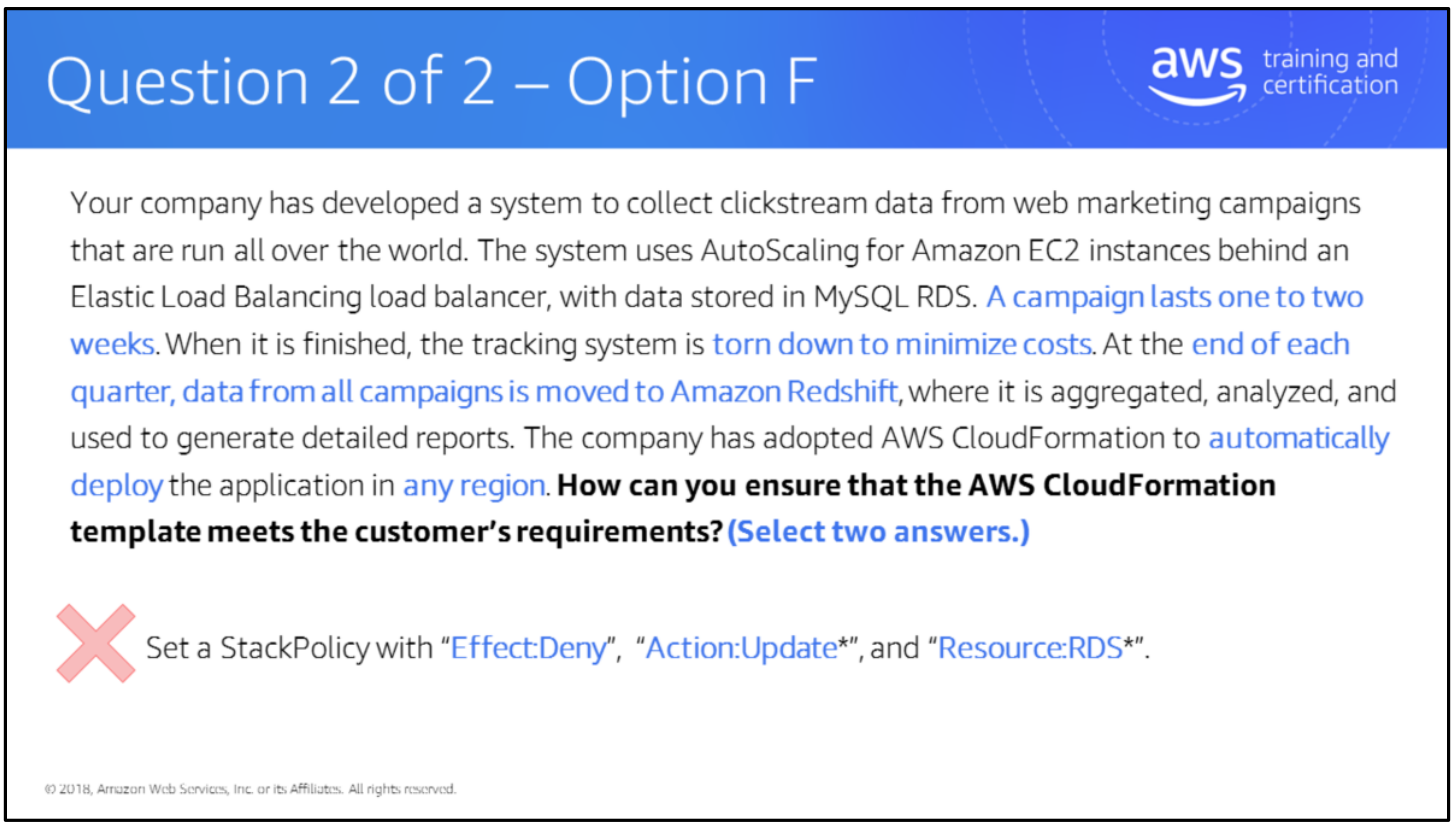 Question 2 of 2 – Option F
aws training and certification
Your company has developed a system to collect clickstream data from web marketing campaigns
that are run all over the world. The system uses AutoScaling for Amazon EC2 instances behind an
Elastic Load Balancing load balancer, with data stored in MySQL RDS. A campaign lasts one to two
weeks. When it is finished, the tracking system is torn down to minimize costs. At the end of each
quarter, data from all campaigns is moved to Amazon Redshift, where it is aggregated, analyzed, and
used to generate detailed reports. The company has adopted AWS CloudFormation to automatically
deploy the application in any region. How can you ensure that the AWS CloudFormation
template meets the customer’s requirements? (Select two answers.)
Set a StackPolicy with “Effect:Deny”, “Action:Update*”, and “Resource:RDS*”.
© 2018, Amazon Web Services, Inc. or its Affiliates. All rights reserved.